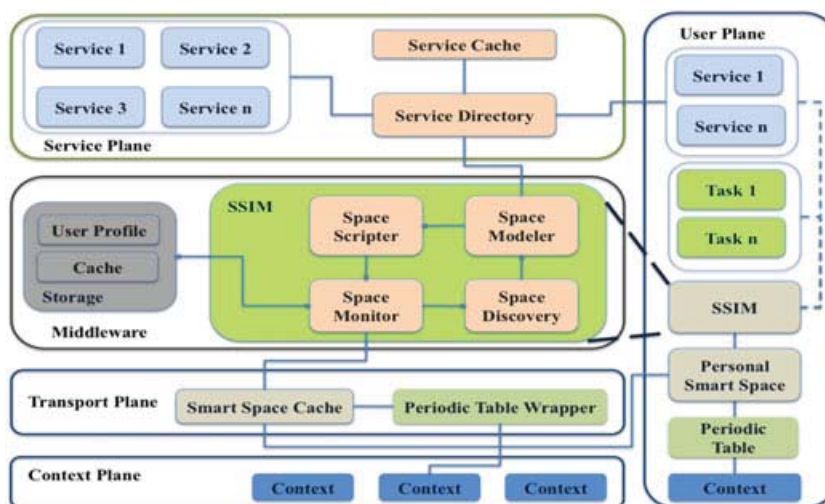 Service 1
Service 2
Service 3
Service n
Service Plane
Service Cache
Service Directory
User Plane
Service 1
Service n
Task 1
Task n
SSIM
Personal
Smart Space
Periodic
Table
Context
SSIM
Space
Scripter
Space
Modeler
Space
Monitor
Space
Discovery
User Profile
Cache
Storage
Middleware
Transport Plane
Smart Space Cache
Periodic Table Wrapper
Context Plane
Context
Context
Context